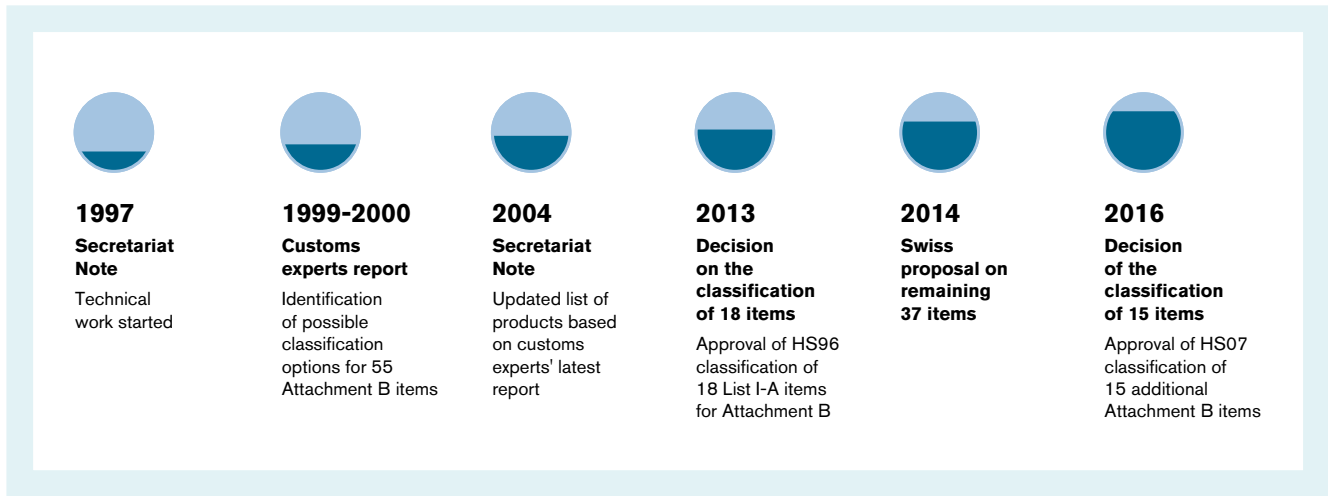 1997
Secretariat
Note
Technical
work started
1999-2000
Customs
experts report
Identification
of possible
classification
options for 55
Attachment B items
2004
Secretariat
Note
Updated list of
products based
on customs
experts' latest
report
2013
Decision
on the
classification
of 18 items
Approval of HS96
classification of
18 List I-A items
for Attachment B
2014
Swiss
proposal on
remaining
37 items
2016
Decision
of the
classification
of 15 items
Approval of HS07
classification of
15 additional
Attachment B items